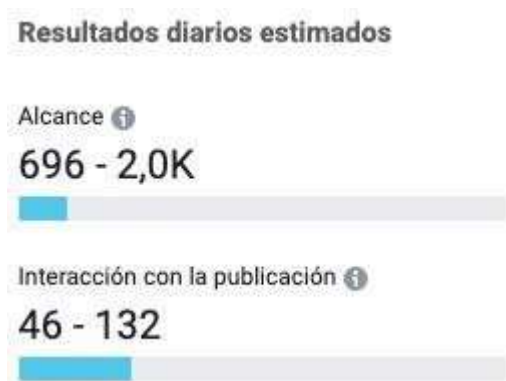 Resultados diarios estimados
Alcance
696 - 2,0K
Interacción con la publicación
46 - 132